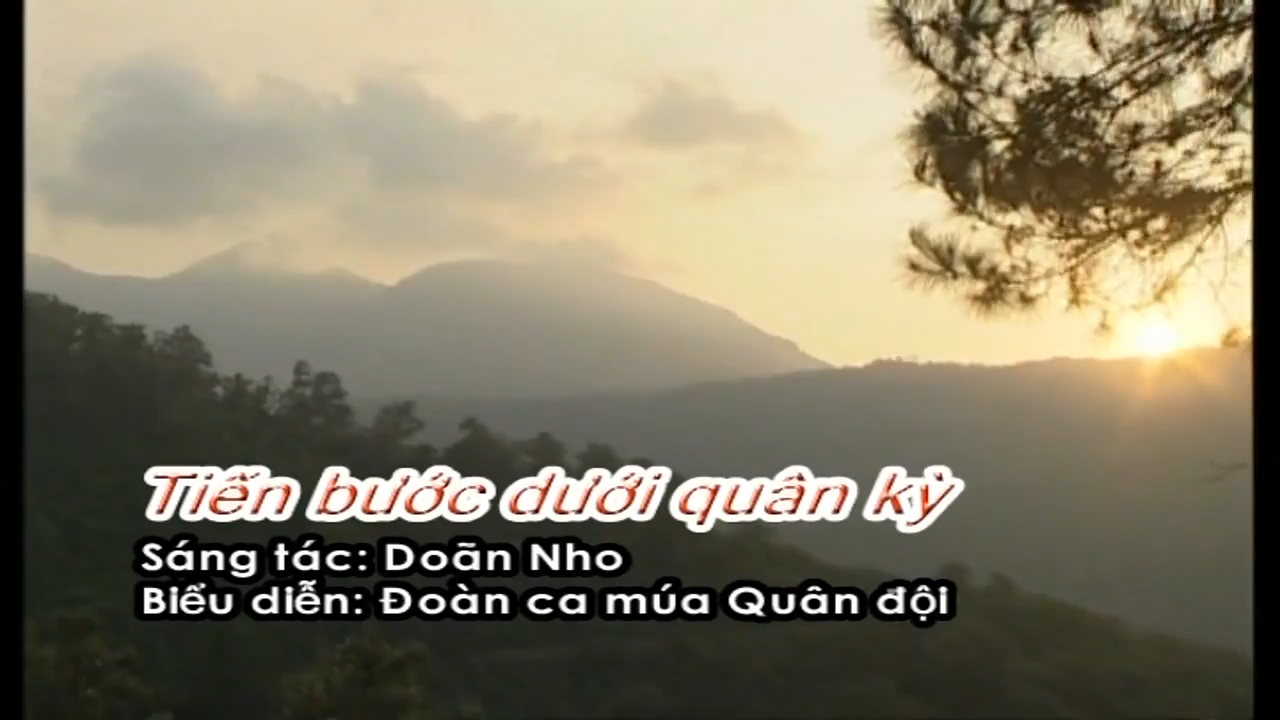 Tiến bước dưới quân kỳ
Sáng tác: Doãn Nho
Biểu diễn: Đoàn ca múa Quân đội